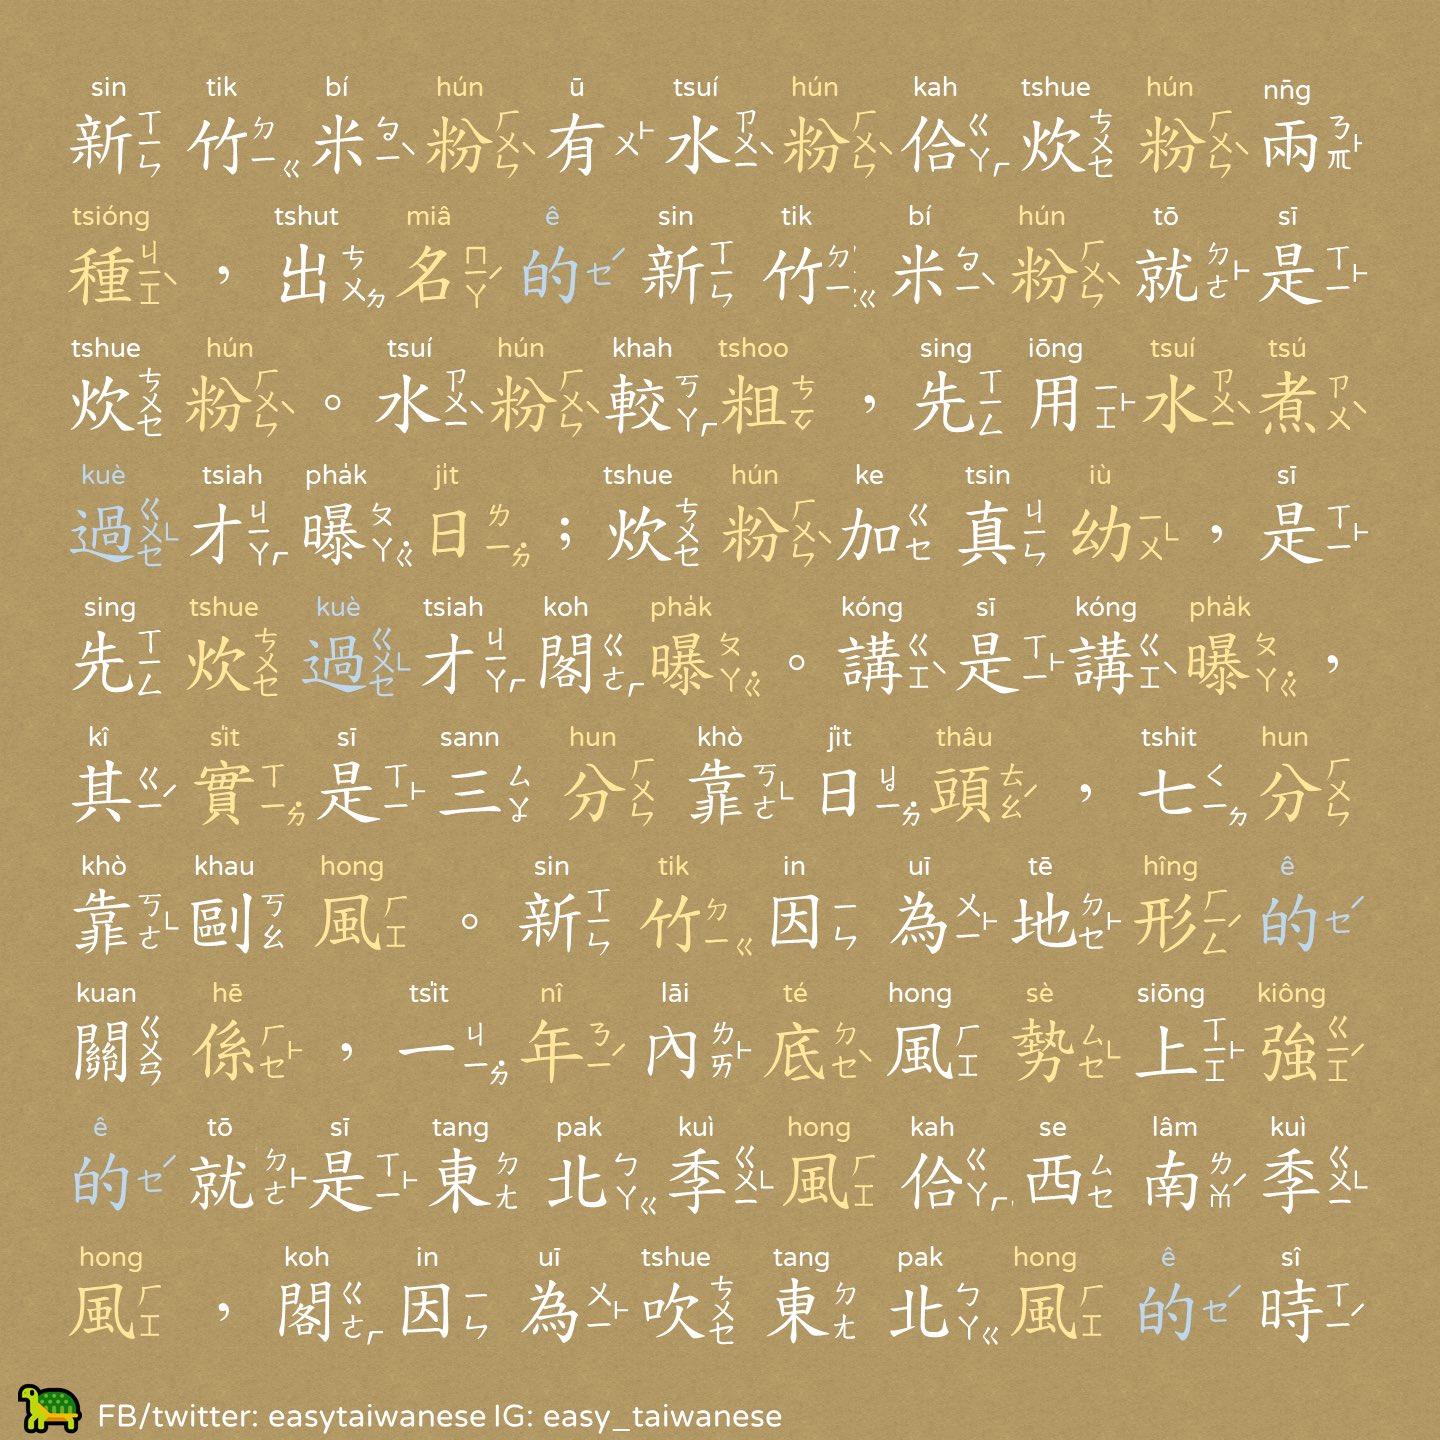 sin tik bí hún ū tsuí hún kah tshue hún nn̄g
新竹米粉有水粉佮炊粉兩
tsióng tshut miâ ê sin tik bí hún tō sī
種，出名的新竹米粉就是
tshue hún tsuí hún khah tshoo sing iōng tsuí tsú
炊粉。水粉較粗，先用水煮
kuè tsiah pha̍k ji̍t tshue hún ke tsin iù sī
過才曝日；炊粉加真幼，是
sing tshue kuè tsiah koh pha̍k kóng sī kóng pha̍k
先炊過才閣曝。講是講曝，
kî si̍t sī sann hun khò ji̍t thâu tshit hun
其實是三分靠日頭，七分
khò khau hong sin tik in uī tē hîng ê
靠剾風。新竹因為地形的
kuan hē tsi̍t nî lāi té hong sè siōng kiông
關係，一年內底風勢上強
ê tō sī tang pak kuì hong kah se lâm kuì
的就是東北季風佮西南季
hong koh in uī tshue tang pak hong ê sî
風，閣因為吹東北風的時
FB/twitter: easytaiwanese IG: easy_taiwanese